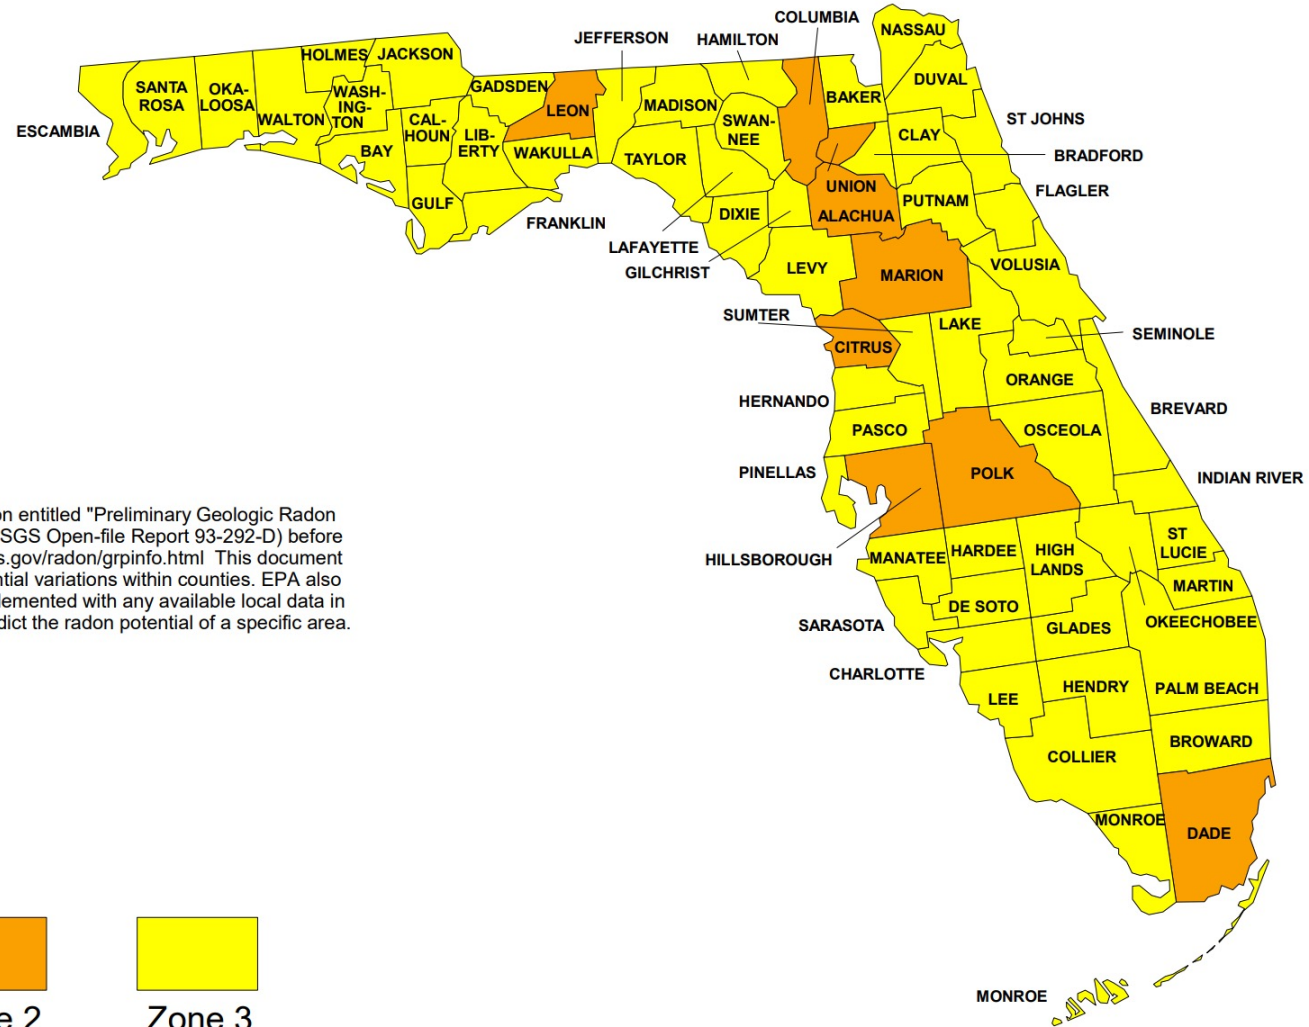 COLUMBIA
NASSAU
JEFFERSON
HAMILTON
HOLMES
JACKSON
DUVAL
SANTA
ROSA
OKA-
LOOSA
WALTON
WASH-
ING-
TON
GADSDEN
LEON
MADISON
BAKER
ESCAMBIA
CAL-
HOUN
LIB-
ERTY
BAY
WAKULLA
TAYLOR
SWAN-
NEE
CLAY
ST JOHNS
BRADFORD
UNION
ALACHUA
PUTNAM
FLAGLER
GULF
FRANKLIN
DIXIE
LAFAYETTE
GILCHRIST
LEVY
MARION
VOLUSIA
SUMTER
LAKE
SEMINOLE
CITRUS
ORANGE
HERNANDO
BREVARD
PASCO
OSCEOLA
PINELLAS
POLK
INDIAN RIVER
on entitled "Preliminary Geologic Radon
SGS Open-file Report 93-292-D) before
s.gov/radon/grpinfo.html This document
ntial variations within counties. EPA also
lemented with any available local data in
dict the radon potential of a specific area.
HILLSBOROUGH
MANATEE
HARDEE
HIGH
LANDS
ST
LUCIE
MARTIN
DE SOTO
SARASOTA
GLADES
OKEECHOBEE
CHARLOTTE
LEE
HENDRY
PALM BEACH
BROWARD
COLLIER
MONROE
DADE
MONROE
e 2
Zone 3